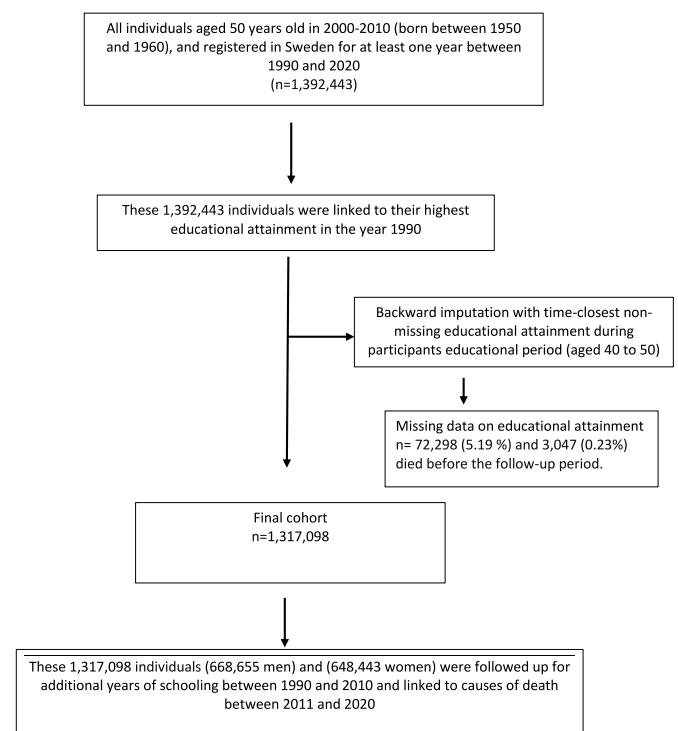 All individuals aged 50 years old in 2000-2010 (born between 1950
and 1960), and registered in Sweden for at least one year between
1990 and 2020
(n=1,392,443)
These 1,392,443 individuals were linked to their highest
educational attainment in the year 1990
Backward imputation with time-closest non-
missing educational attainment during
participants educational period (aged 40 to 50)
Missing data on educational attainment
n= 72,298 (5.19 %) and 3,047 (0.23%)
died before the follow-up period.
Final cohort
n=1,317,098
These 1,317,098 individuals (668,655 men) and (648,443 women) were followed up for
additional years of schooling between 1990 and 2010 and linked to causes of death
between 2011 and 2020